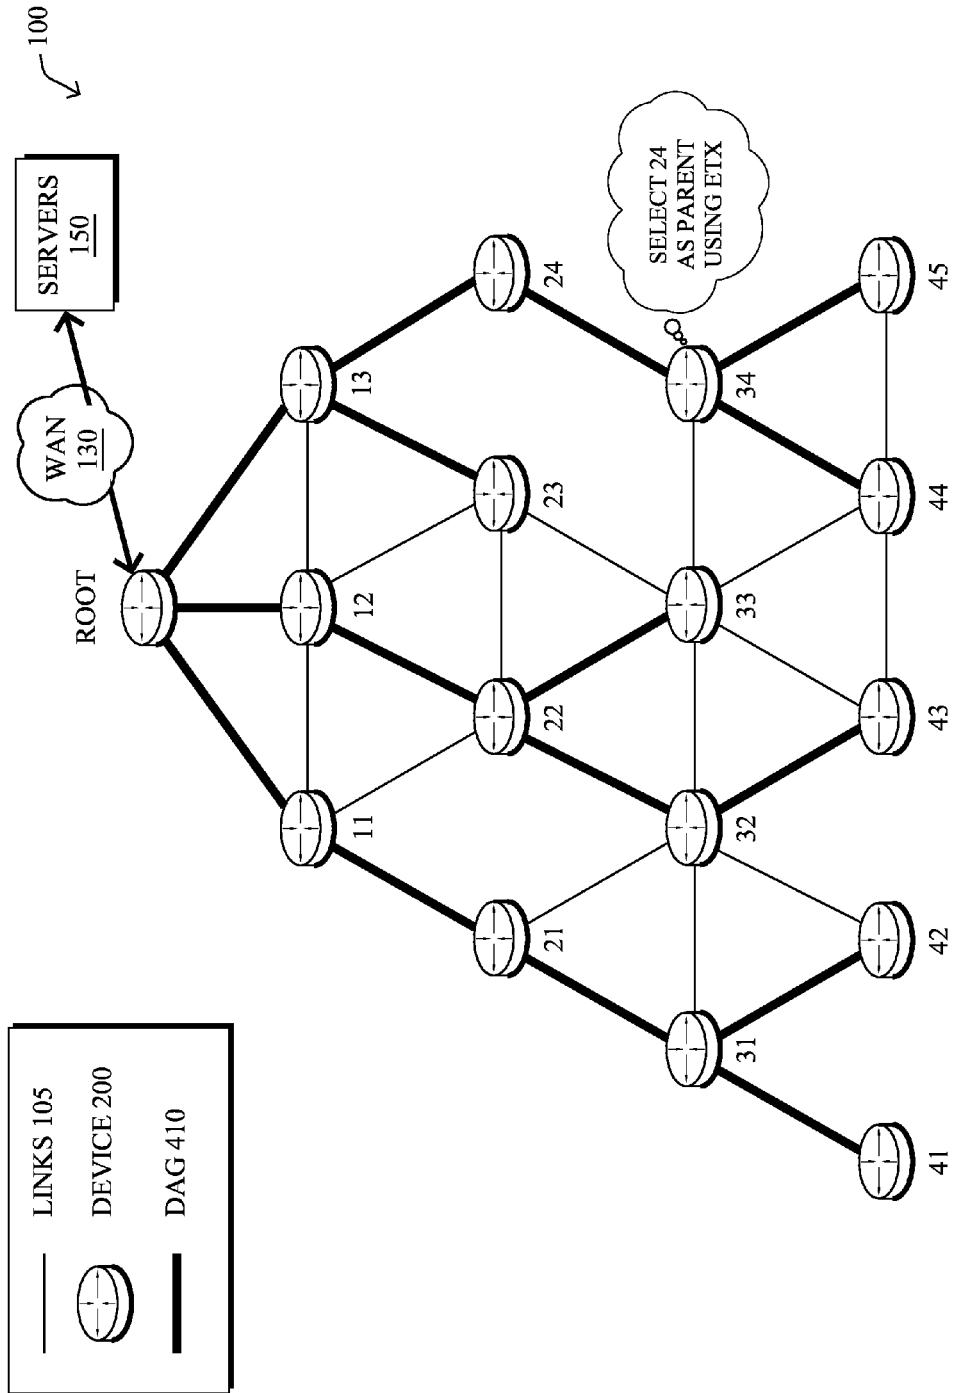 LINKS 105
DEVICE 200
DAG 410
ROOT
WAN
130
SERVERS
150
100
11
12
13
21
22
23
24
SELECT 24
AS PARENT
USING ETX
31
32
33
34
41
42
43
44
45